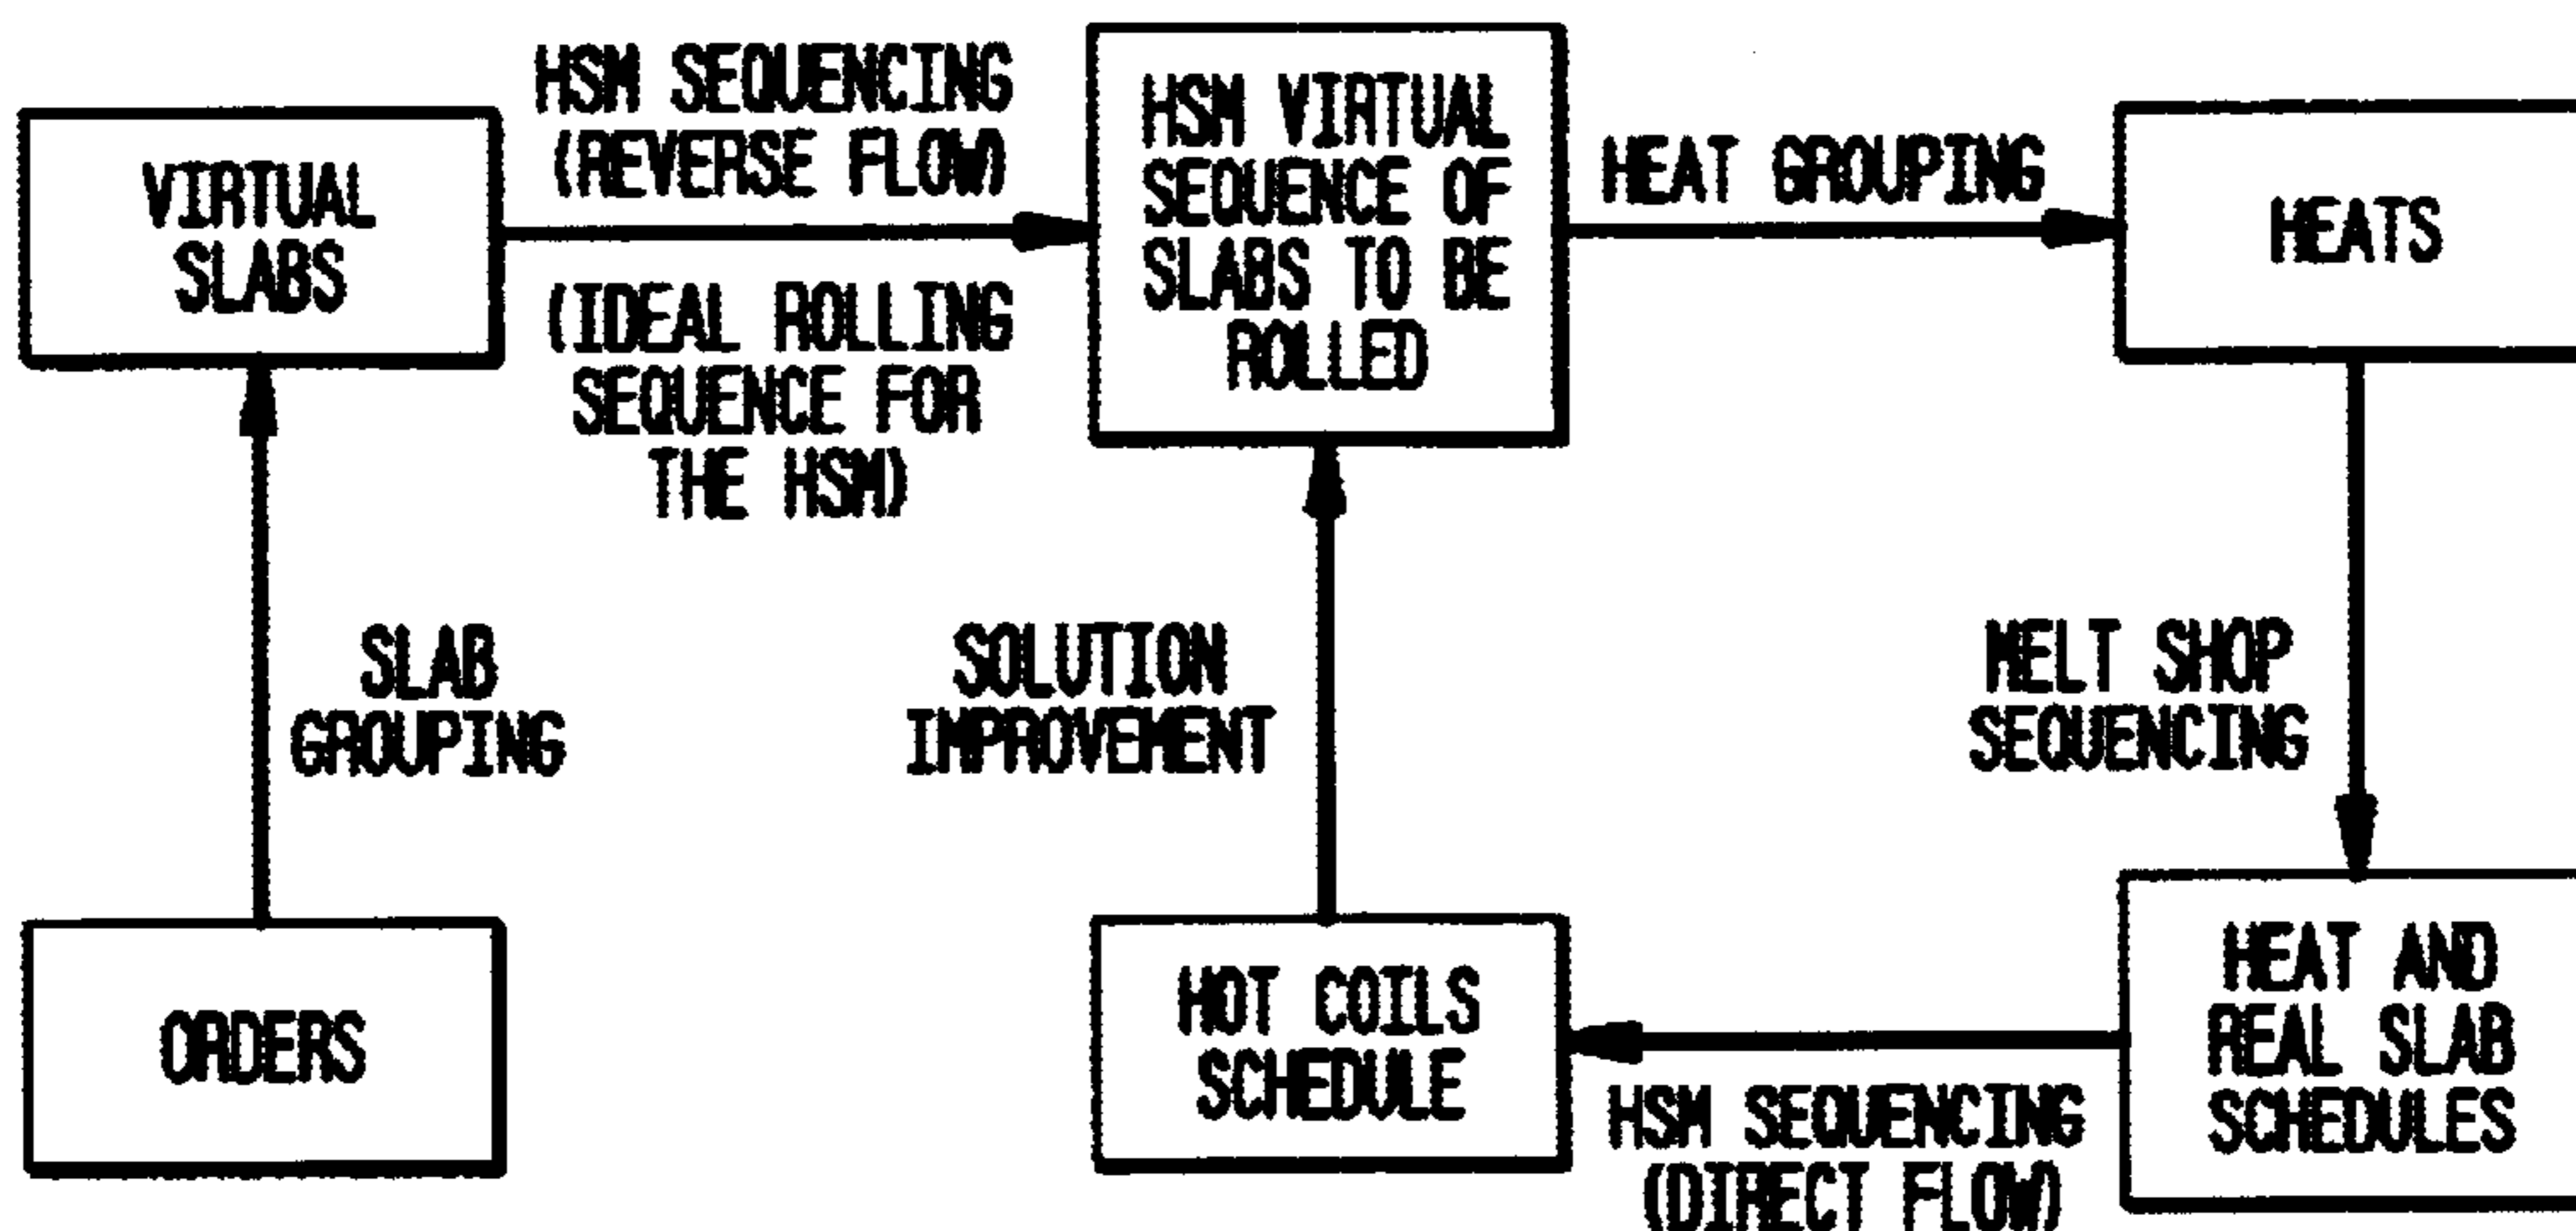 VIRTUAL
SLABS
HSM SEQUENCING
(REVERSE FLOW)
(IDEAL ROLLING
SEQUENCE FOR
THE HSM)
HSM VIRTUAL
SEQUENCE OF
SLABS TO BE
ROLLED
HEAT GROUPING
HEATS
SLAB
GROUPING
SOLUTION
IMPROVEMENT
MELT SHOP
SEQUENCING
ORDERS
HOT COILS
SCHEDULE
HSM SEQUENCING
(DIRECT FLOW)
HEAT AND
REAL SLAB
SCHEDULES